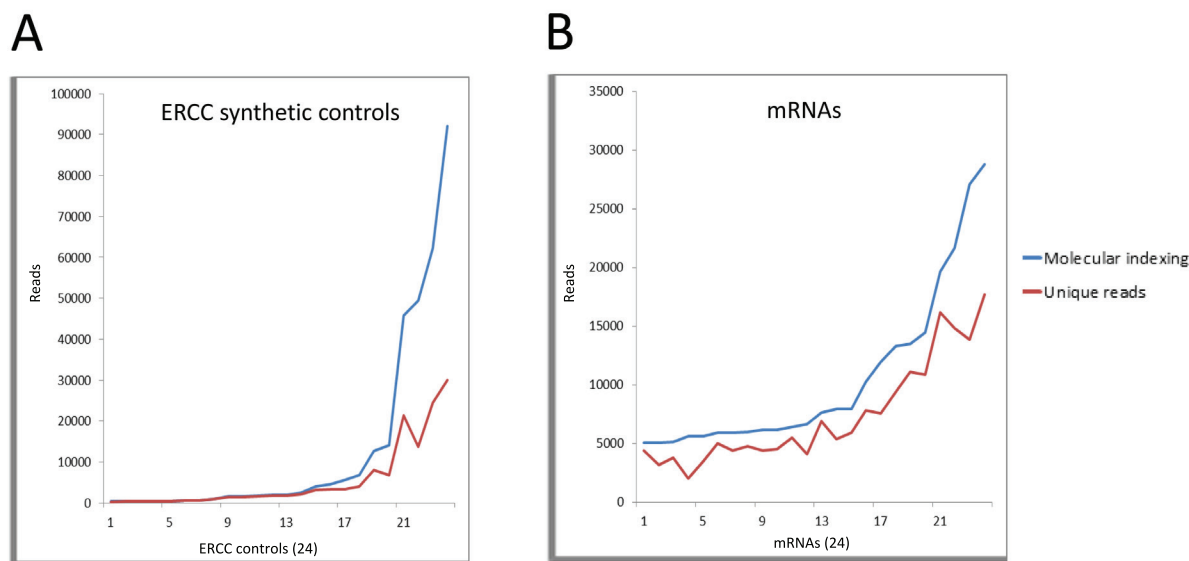 A
ERCC synthetic controls
100000
90000
80000
70000
60000
50000
40000
30000
20000
10000
0
Reads
1 5 9 13 17 21
ERCC controls (24)
B
mRNAs
35000
30000
25000
20000
15000
10000
5000
0
Reads
1 5 9 13 17 21
mRNAs (24)
Molecular indexing
Unique reads